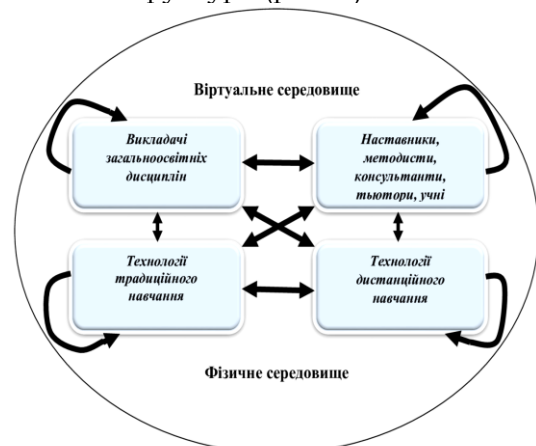 Віртуальне середовище
Викладачі
загальноосвітніх
дисциплін
Наставники,
методисти,
консультанти,
тьютори, учні
Технології
традиційного
навчання
Технології
дистанційного
навчання
Фізичне середовище